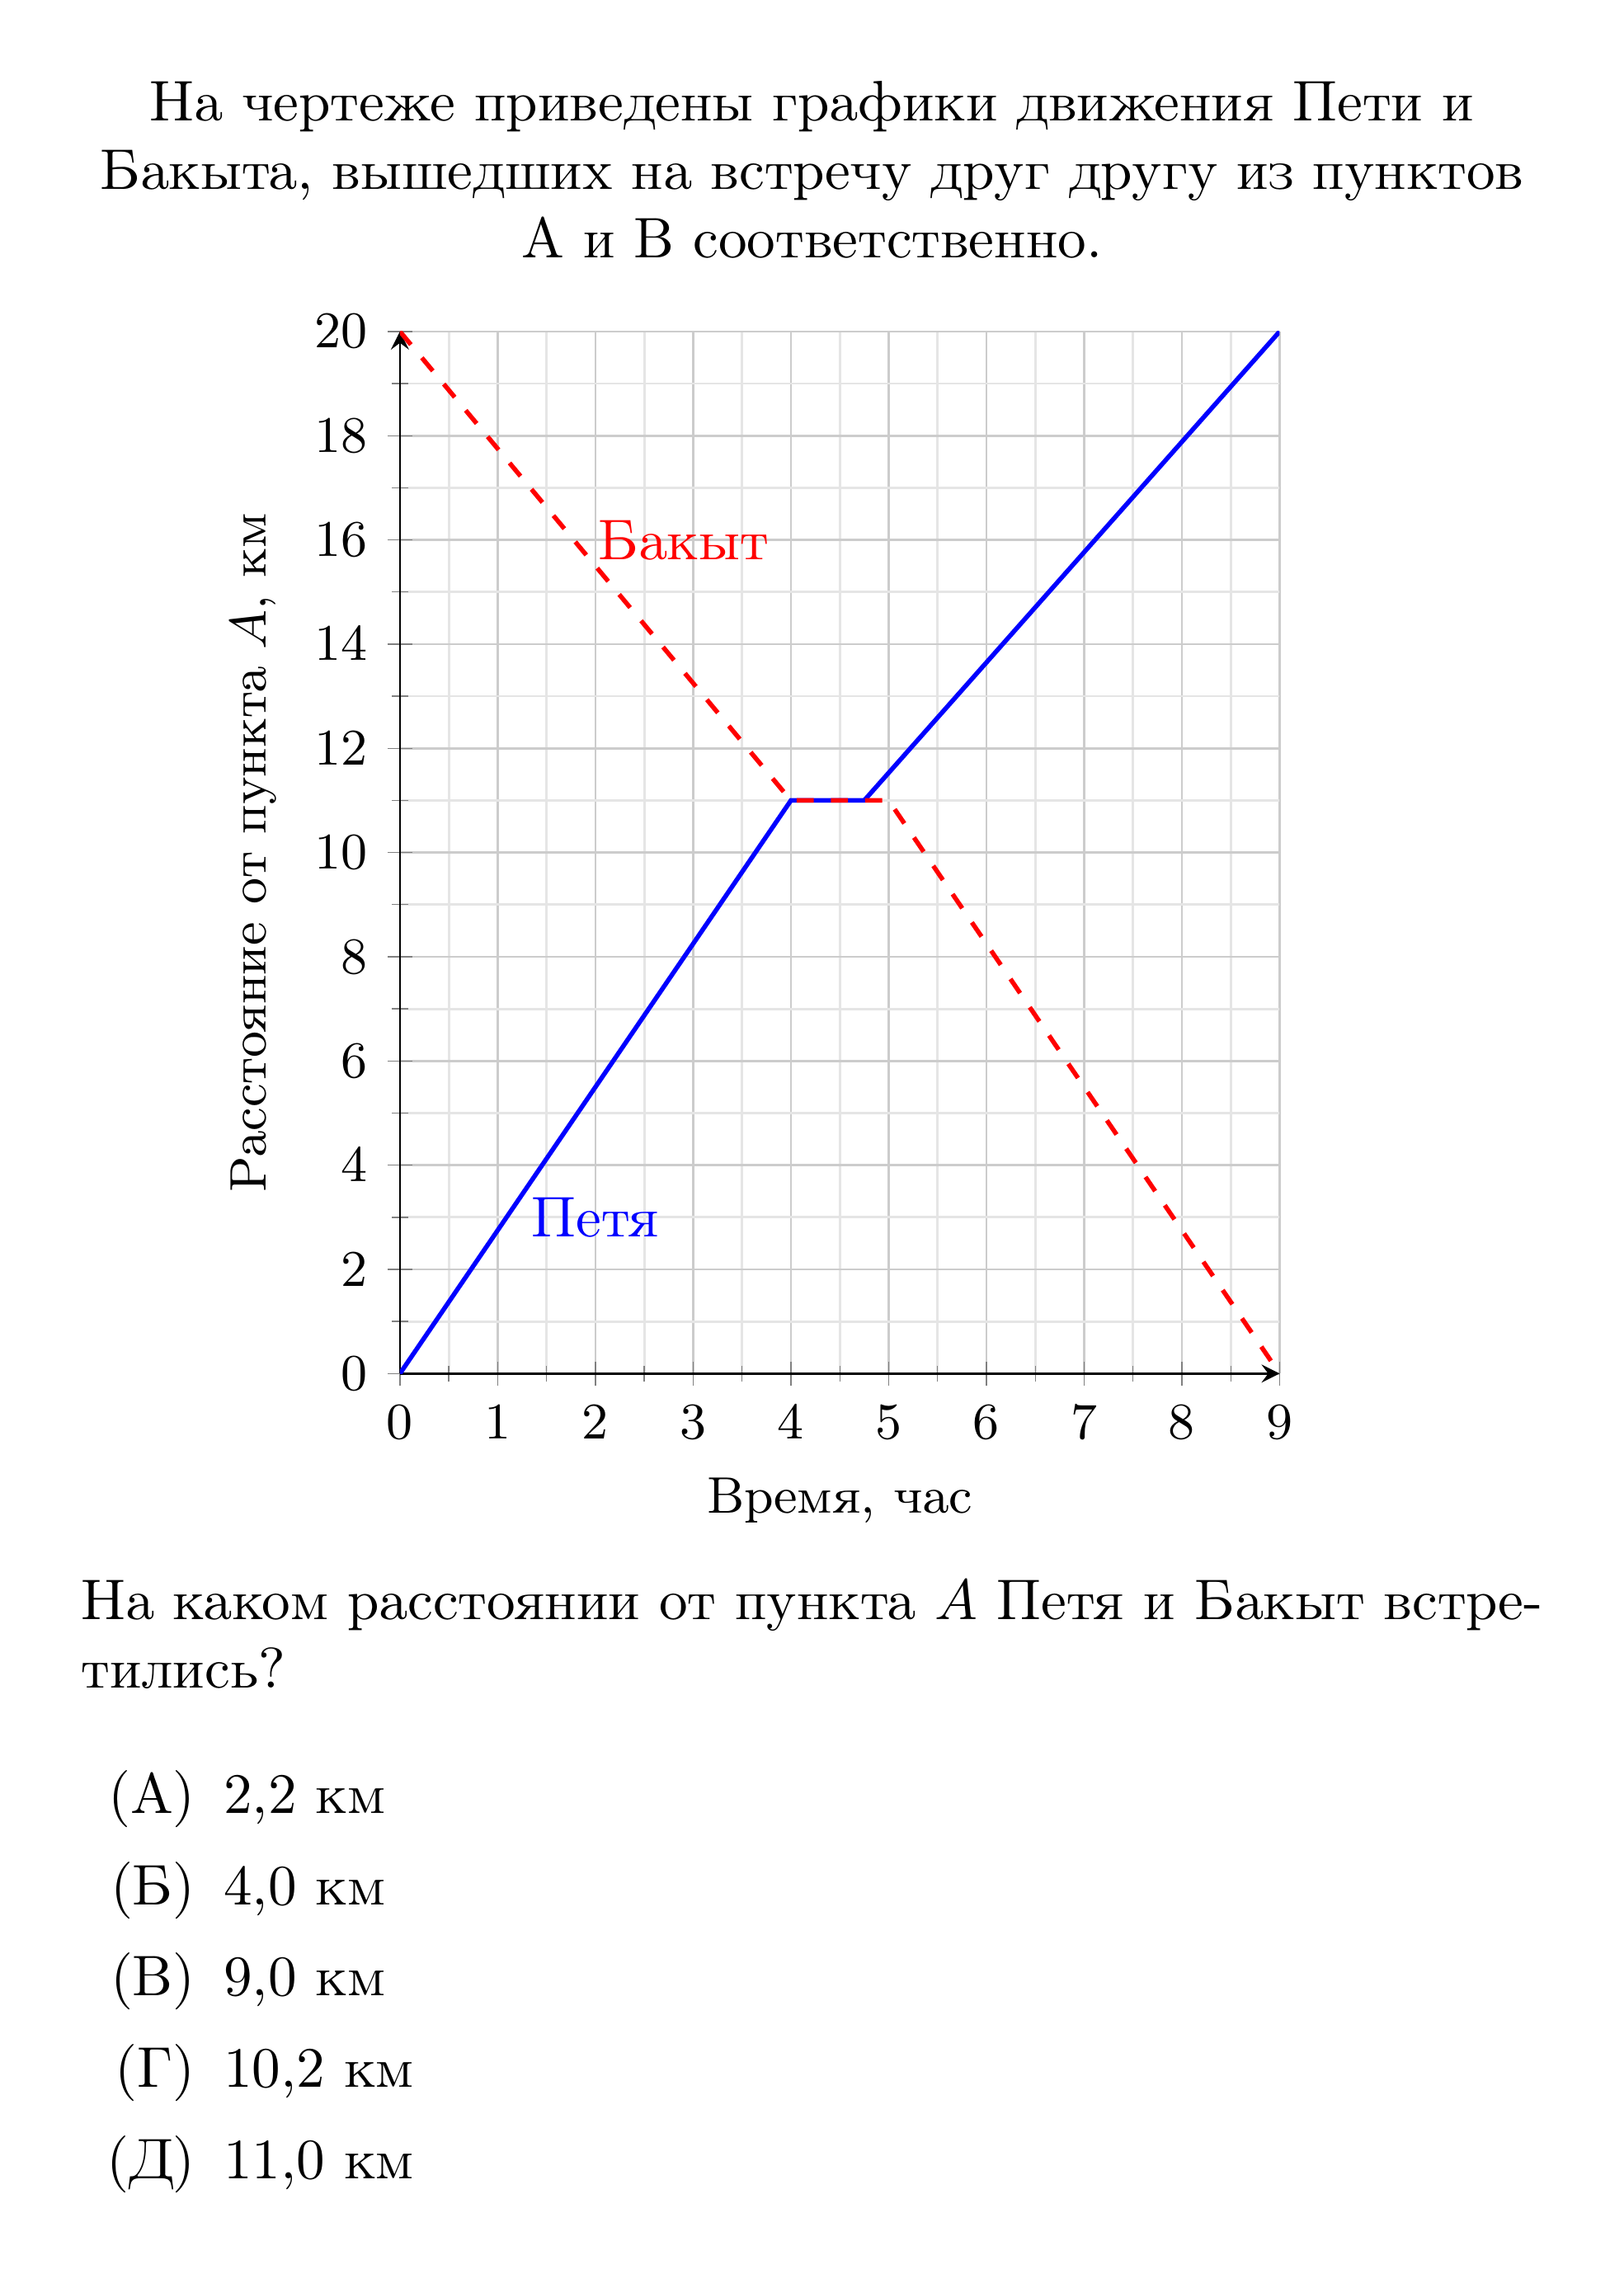 На чертеже приведены графики движения Пети и
Бакыта, вышедших на встречу друг другу из пунктов
А и В соответственно.
20
18
16
14
12
10
8
6
4
2
0
Расстояние от пункта A, км
Бакыт
Петя
0 1 2 3 4 5 6 7 8 9
Время, час
На каком расстоянии от пункта A Петя и Бакыт встре-
тились?
(А) 2,2 км
(Б) 4,0 км
(В) 9,0 км
(Г) 10,2 км
(Д) 11,0 км